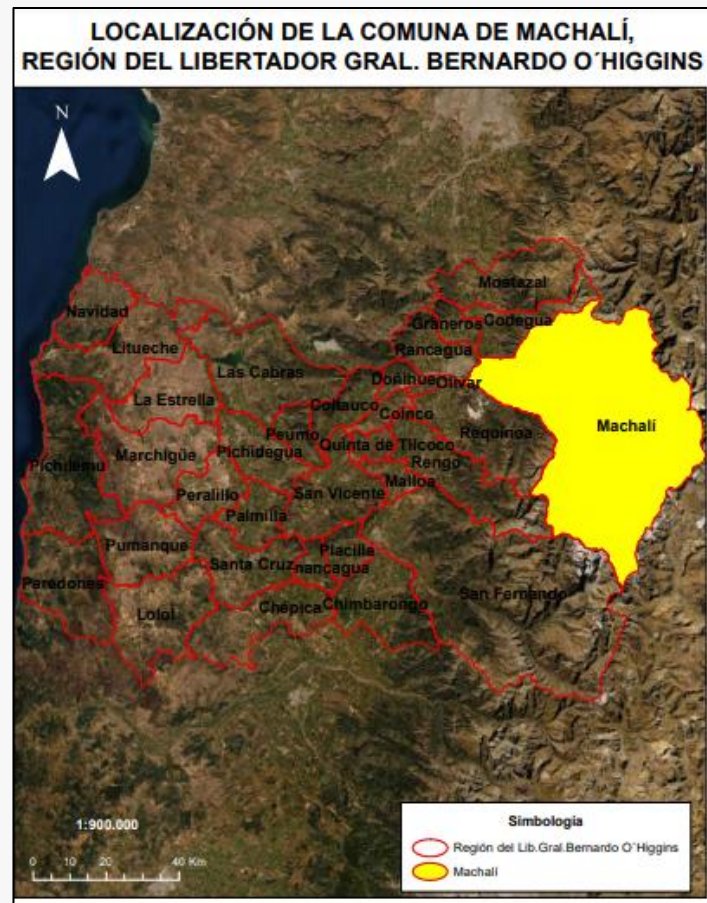 LOCALIZACIÓN DE LA COMUNA DE MACHALÍ,
REGIÓN DEL LIBERTADOR GRAL. BERNARDO O´HIGGINS
N
Mostazal
Navidad
Graneros
Codegua
Litueche
Rancagua
Las Cabras
Doñihue
Olivar
La Estrella
Coltauco
Coinco
Machalí
Peumo
Requinoa
Marchigüe
Pichidegua
Quinta de Tilcoco
Pichilemu
Rengo
Peralillo
San Vicente
Malloa
Palmilla
Pumanque
Placilla
Santa Cruz
nancagua
Paredones
San Fernando
Lolol
Chépica
Chimbarongo
1:900.000
0 10 20 40 Km
Simbología
Región del Lib.Gral.Bernardo O´Higgins
Machalí